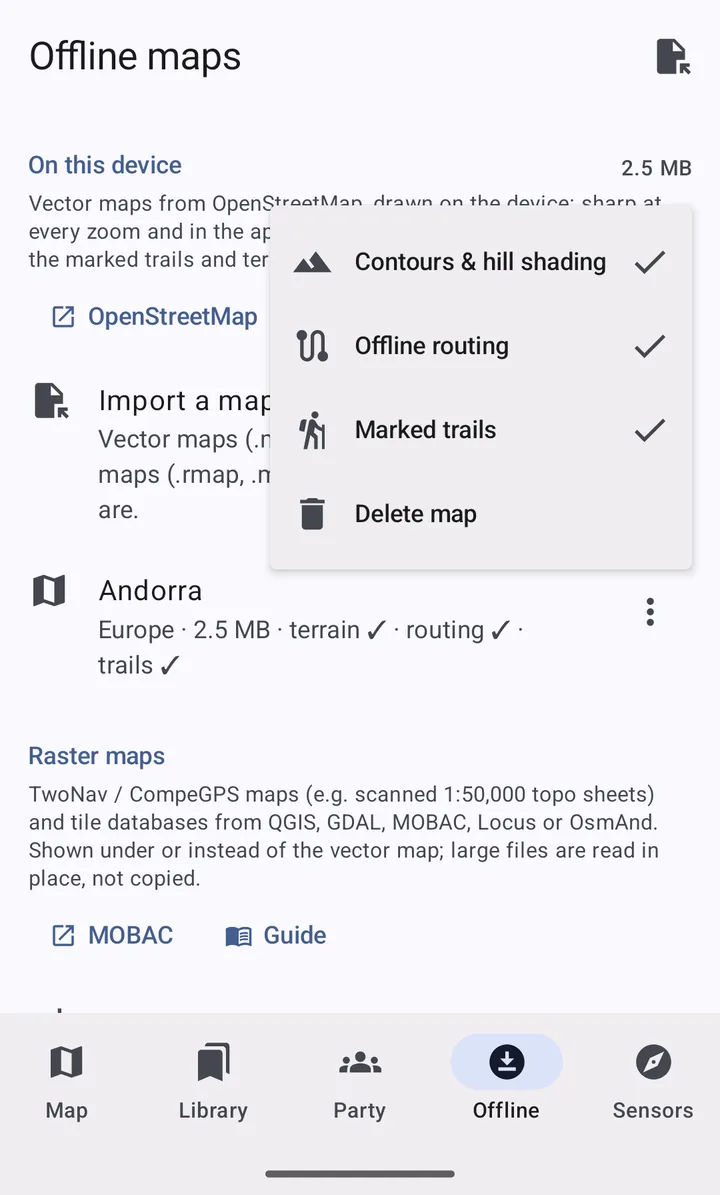 Offline maps
On this device
2.5 MB
Vector maps from OpenStreetMap, drawn on the device: sharp at
every zoom and in the ap
the marked trails and ter
OpenStreetMap
Contours & hill shading
Offline routing
Marked trails
Delete map
Import a map
Vector maps (.m
maps (.rmap, .m
are.
Andorra
Europe · 2.5 MB · terrain ✓ · routing ✓ ·
trails ✓
Raster maps
TwoNav / CompeGPS maps (e.g. scanned 1:50,000 topo sheets)
and tile databases from QGIS, GDAL, MOBAC, Locus or OsmAnd.
Shown under or instead of the vector map; large files are read in
place, not copied.
MOBAC
Guide
Map
Library
Party
Offline
Sensors